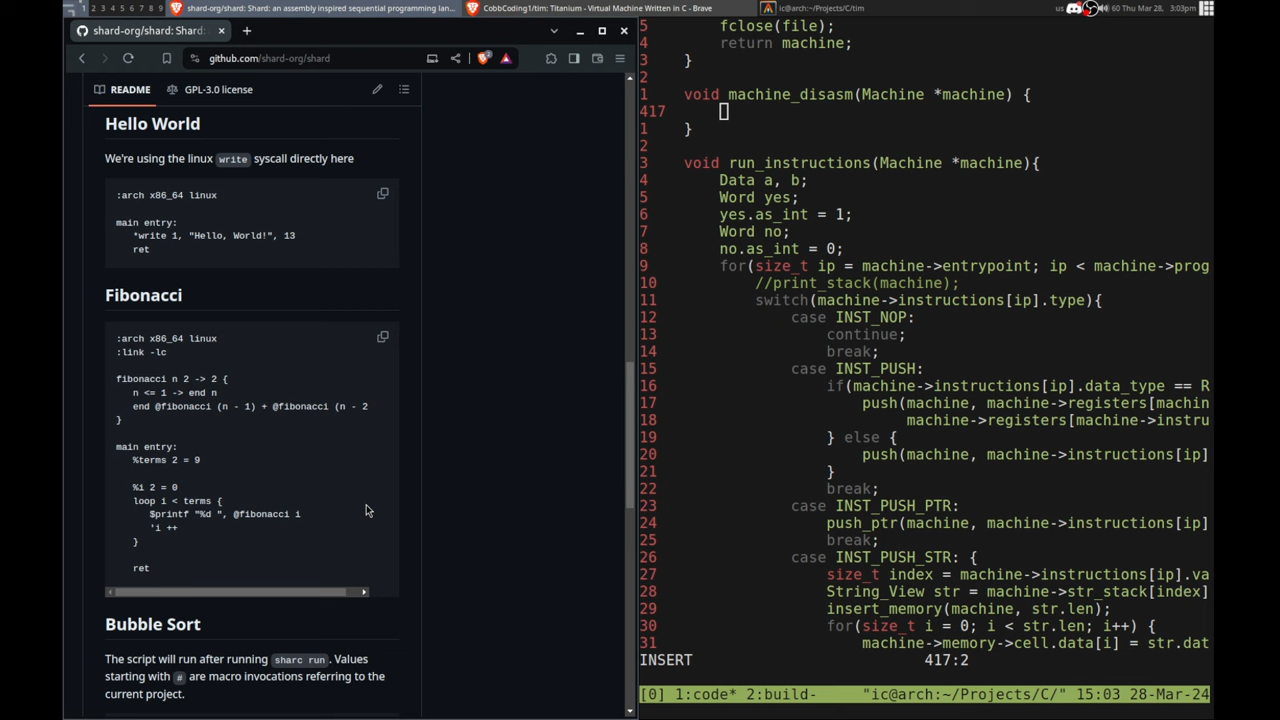 1 2 3 4 5 6 7 8 9 shard-org/shard: Shard: an assembly inspired sequential programming lan... CobbCoding1/tim: Titanium - Virtual Machine Written in C - Brave ic@arch:~/Projects/C/tim us 60 Thu Mar 28, 3:03pm
shard-org/shard: Shard:
github.com/shard-org/shard 2
README GPL-3.0 license
Hello World
We're using the linux write syscall directly here
:arch x86_64 linux
main entry:
*write 1, "Hello, World!", 13
ret
Fibonacci
:arch x86_64 linux
:link -lc
fibonacci n 2 -> 2 {
n <= 1 -> end n
end @fibonacci (n - 1) + @fibonacci (n - 2
}
main entry:
%terms 2 = 9
%i 2 = 0
loop i < terms {
$printf "%d ", @fibonacci i
'i ++
}
ret
Bubble Sort
The script will run after running sharc run. Values
starting with # are macro invocations referring to the
current project.
5 fclose(file);
4 return machine;
3 }
2
1 void machine_disasm(Machine *machine) {
417
1 }
2
3 void run_instructions(Machine *machine){
4 Data a, b;
5 Word yes;
6 yes.as_int = 1;
7 Word no;
8 no.as_int = 0;
9 for(size_t ip = machine->entrypoint; ip < machine->prog
10 //print_stack(machine);
11 switch(machine->instructions[ip].type){
12 case INST_NOP:
13 continue;
14 break;
15 case INST_PUSH:
16 if(machine->instructions[ip].data_type == R
17 push(machine, machine->registers[machin
18 machine->registers[machine->instru
19 } else {
20 push(machine, machine->instructions[ip]
21 }
22 break;
23 case INST_PUSH_PTR:
24 push_ptr(machine, machine->instructions[ip]
25 break;
26 case INST_PUSH_STR: {
27 size_t index = machine->instructions[ip].va
28 String_View str = machine->str_stack[index]
29 insert_memory(machine, str.len);
30 for(size_t i = 0; i < str.len; i++) {
31 machine->memory->cell.data[i] = str.dat
INSERT 417:2
[0] 1:code* 2:build- "ic@arch:~/Projects/C/" 15:03 28-Mar-24